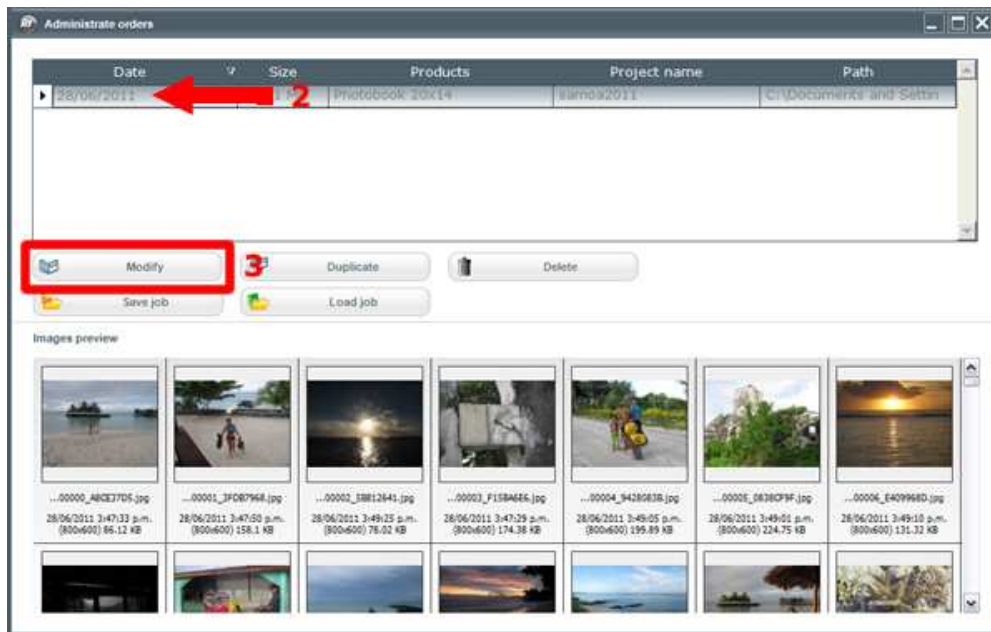 Administrate orders
Date Size Products Project name Path
28/06/2011 2 Photobook 20x14 samoa2011 C:\Documents and Settin
Modify 3 Duplicate Delete
Save job Load job
Images preview
...00000_A8CE37D5.jpg ...00001_3FDB7968.jpg ...00002_5B812641.jpg ...00003_F15BA6E6.jpg ...00004_9428083B.jpg ...00005_0838CF9F.jpg ...00006_E409968D.jpg
28/06/2011 3:47:33 p.m. 28/06/2011 3:47:50 p.m. 28/06/2011 3:49:25 p.m. 28/06/2011 3:47:29 p.m. 28/06/2011 3:49:05 p.m. 28/06/2011 3:49:01 p.m. 28/06/2011 3:49:10 p.m.
(800x600) 86.12 KB (800x600) 158.1 KB (800x600) 76.02 KB (800x600) 174.38 KB (800x600) 199.89 KB (800x600) 224.75 KB (800x600) 131.32 KB